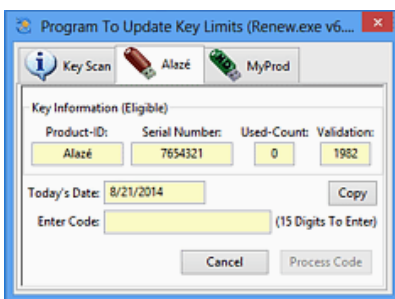 Program To Update Key Limits (Renew.exe v6....
Key Scan Alazé MyProd
Key Information (Eligible)
Product-ID: Serial Number: Used-Count: Validation:
Alazé 7654321 0 1982
Today's Date: 8/21/2014 Copy
Enter Code: (15 Digits To Enter)
Cancel Process Code